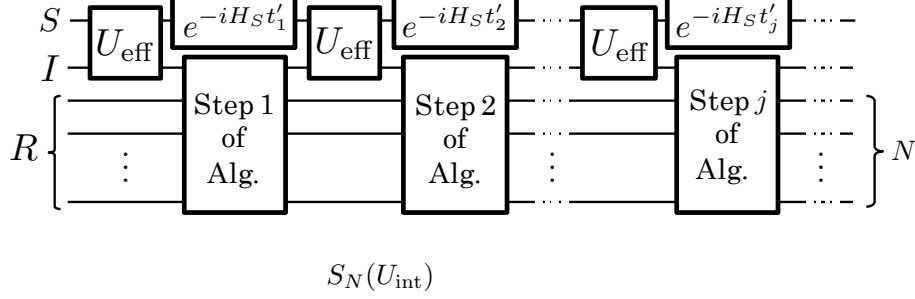 S e^{-iH_S t'_1} e^{-iH_S t'_2} e^{-iH_S t'_j}
U_eff U_eff U_eff
I
Step 1 of Alg.
Step 2 of Alg.
Step j of Alg.
R
N
S_N(U_int)